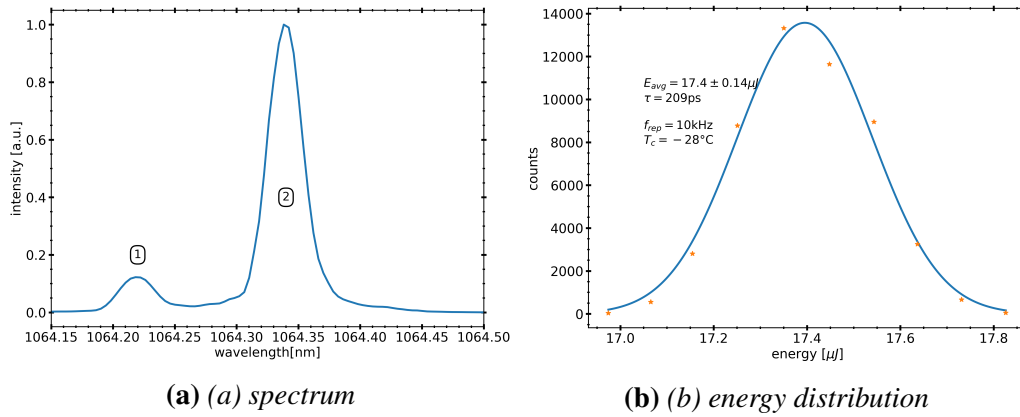 1.0
0.8
0.6
0.4
0.2
0.0
intensity [a.u.]
1
2
1064.15 1064.20 1064.25 1064.30 1064.35 1064.40 1064.45 1064.50
wavelength[nm]
(a) (a) spectrum
14000
12000
10000
8000
6000
4000
2000
0
counts
E_avg = 17.4 ± 0.14μJ
τ = 209ps
f_rep = 10kHz
T_c = −28°C
17.0 17.2 17.4 17.6 17.8
energy [μJ]
(b) (b) energy distribution